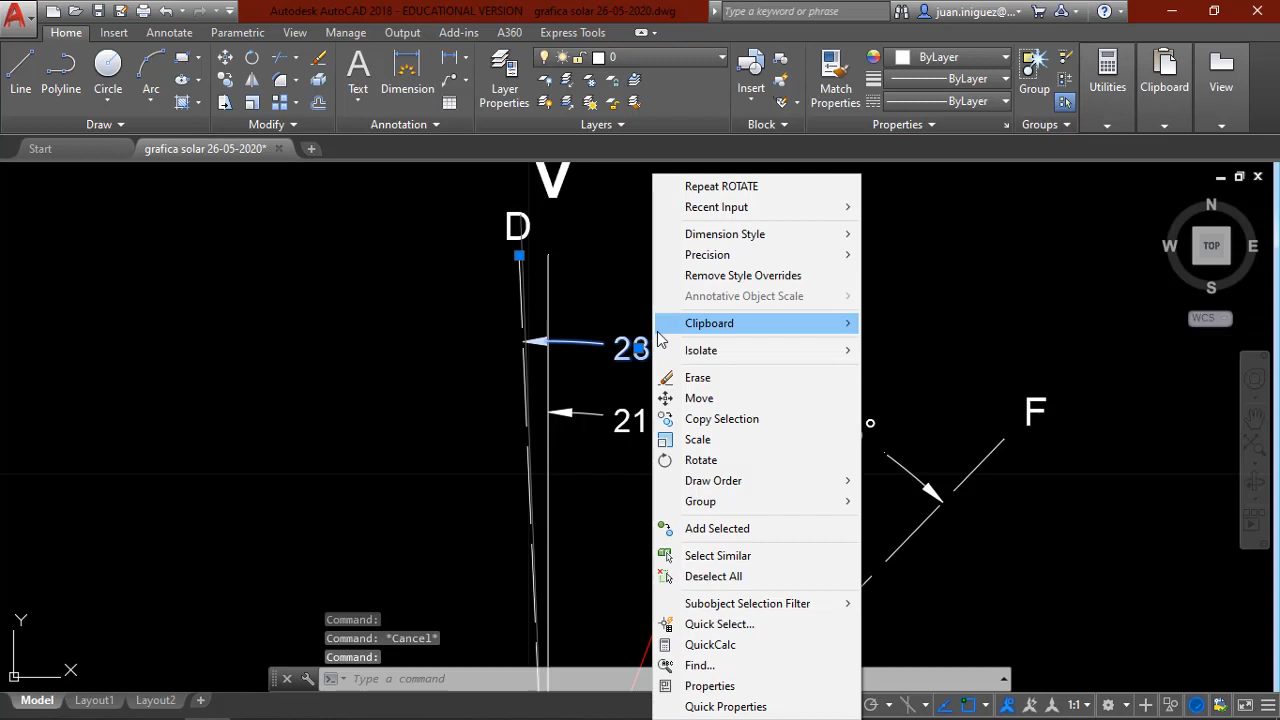 A
Autodesk AutoCAD 2018 - EDUCATIONAL VERSION grafica solar 26-05-2020.dwg
Type a keyword or phrase
juan.iniguez@...
Home Insert Annotate Parametric View Manage Output Add-ins A360 Express Tools
Line Polyline Circle Arc
Draw
Modify
A
Text Dimension
Annotation
Layer
Properties
0
Layers
Insert
Block
Match
Properties
ByLayer
ByLayer
ByLayer
Properties
Group
Groups
Utilities
Clipboard
View
Start
grafica solar 26-05-2020*
V
D
23
21
°
F
N
W TOP E
S
WCS
Repeat ROTATE
Recent Input
Dimension Style
Precision
Remove Style Overrides
Annotative Object Scale
Clipboard
Isolate
Erase
Move
Copy Selection
Scale
Rotate
Draw Order
Group
Add Selected
Select Similar
Deselect All
Subobject Selection Filter
Quick Select...
QuickCalc
Find...
Properties
Quick Properties
Y
X
Command:
Command: *Cancel*
Command:
Type a command
Model Layout1 Layout2
1:1